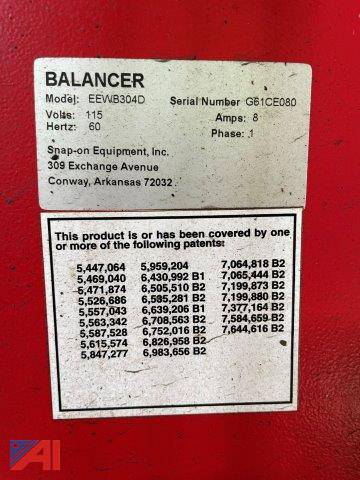 BALANCER
Model: EEWB304D Serial Number G61CE080
Volts: 115 Amps: 8
Hertz: 60 Phase: 1
Snap-on Equipment, Inc.
309 Exchange Avenue
Conway, Arkansas 72032
This product is or has been covered by one
or more of the following patents:
5,447,064 5,959,204 7,064,818 B2
5,469,040 6,430,992 B1 7,065,444 B2
5,471,874 6,505,510 B2 7,199,873 B2
5,526,686 6,585,281 B2 7,199,880 B2
5,557,043 6,639,206 B1 7,377,164 B2
5,563,342 6,708,563 B2 7,584,659 B2
5,587,528 6,752,016 B2 7,644,616 B2
5,615,574 6,826,958 B2
5,847,277 6,983,656 B2
AI